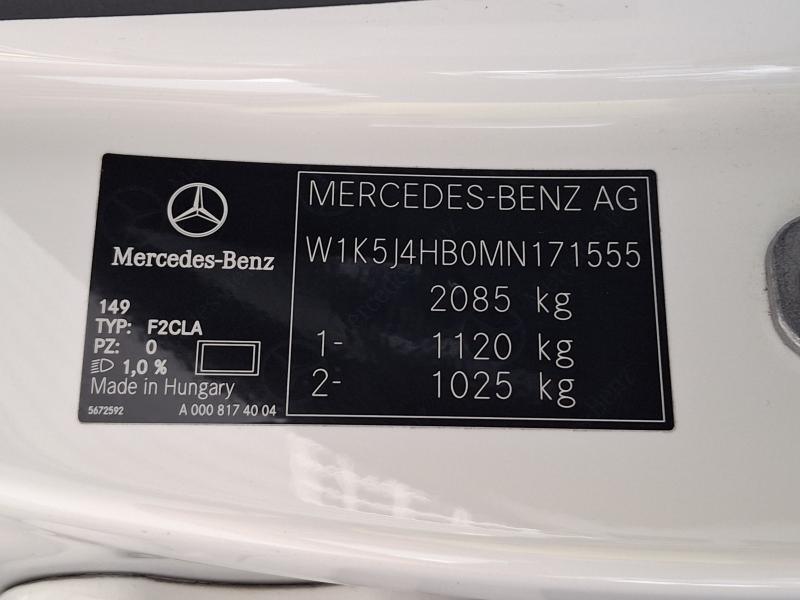 Mercedes-Benz
149
TYP: F2CLA
PZ: 0
1,0 %
Made in Hungary
5672592 A 000 817 40 04
MERCEDES-BENZ AG
W1K5J4HB0MN171555
2085 kg
1- 1120 kg
2- 1025 kg